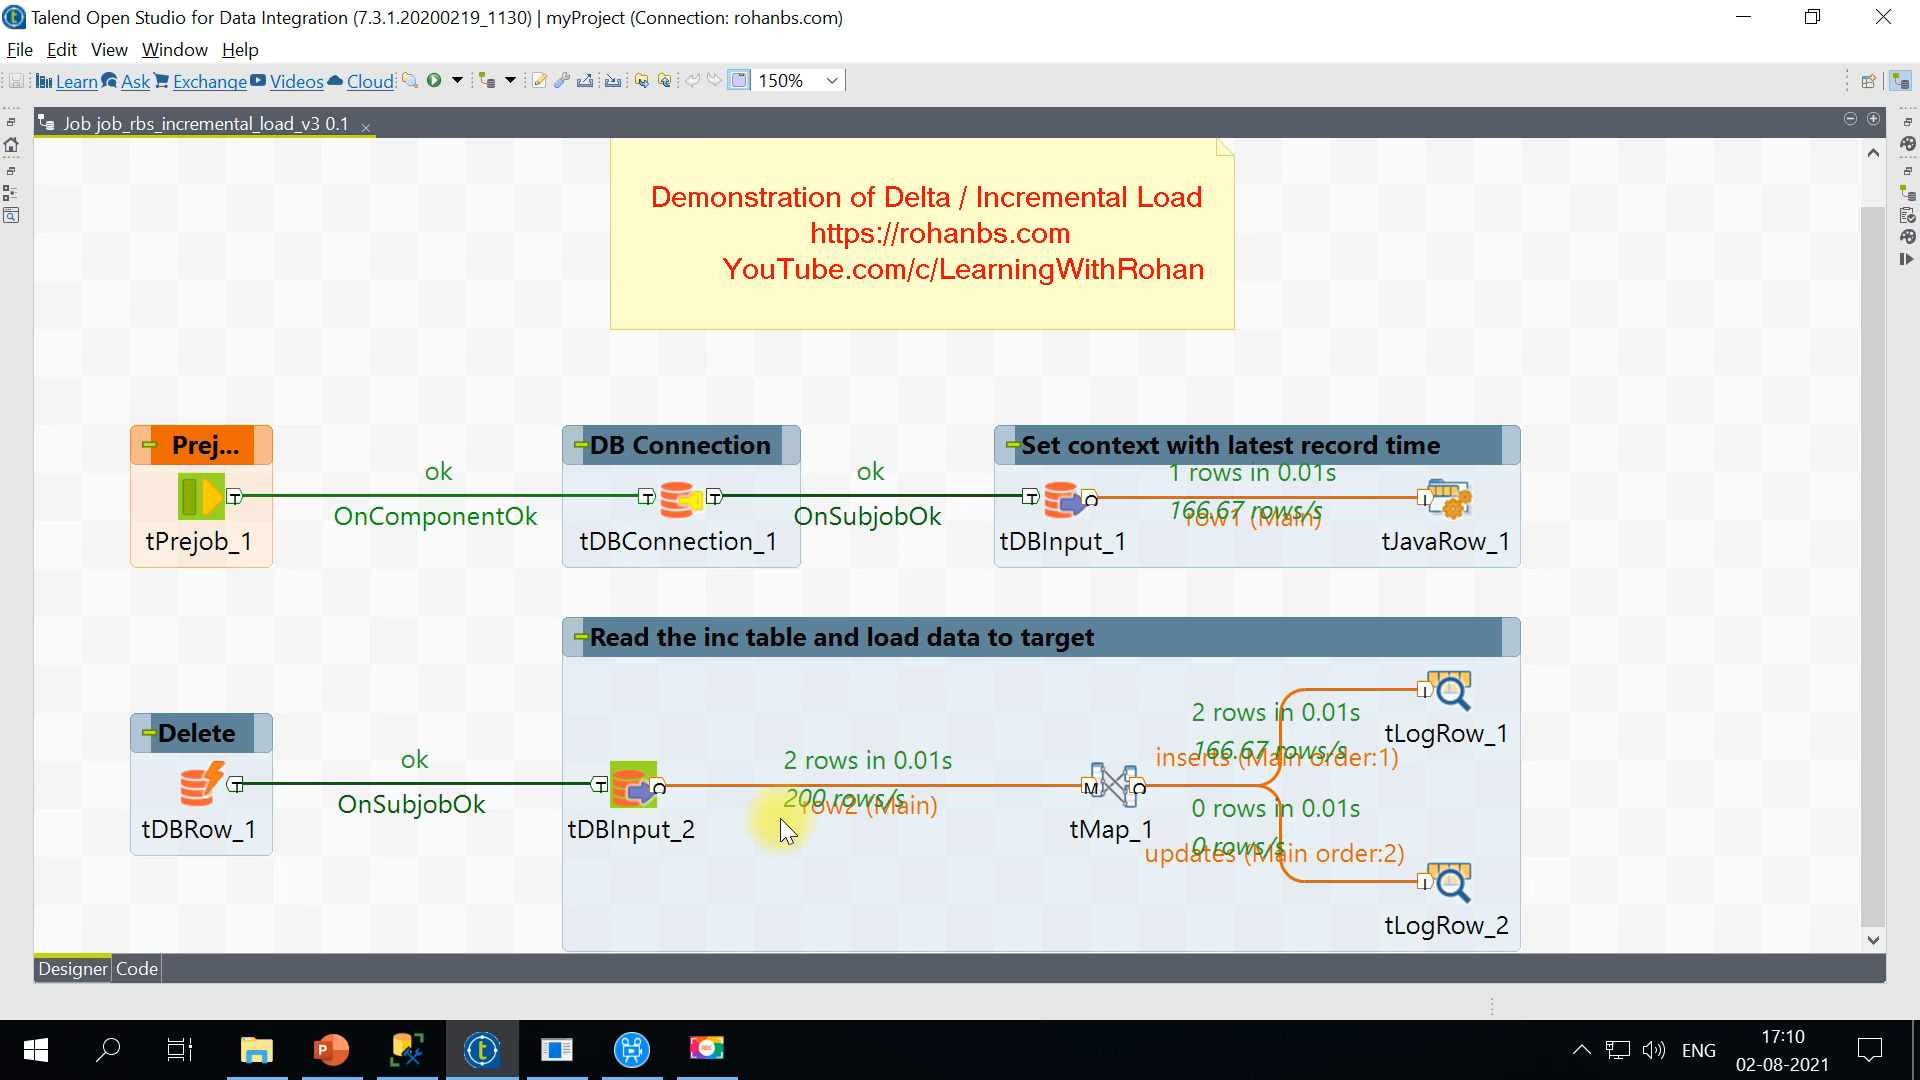 Talend Open Studio for Data Integration (7.3.1.20200219_1130) | myProject (Connection: rohanbs.com)
File Edit View Window Help
Learn Ask Exchange Videos Cloud 150%
Job job_rbs_incremental_load_v3 0.1
Demonstration of Delta / Incremental Load
https://rohanbs.com
YouTube.com/c/LearningWithRohan
Prej... DB Connection Set context with latest record time
ok ok 1 rows in 0.01s
OnComponentOk OnSubjobOk 166.67 rows/s
row1 (Main)
tPrejob_1 tDBConnection_1 tDBInput_1 tJavaRow_1
Read the inc table and load data to target
2 rows in 0.01s
tLogRow_1
Delete
166.67 rows/s
inserts (Main order:1)
ok 2 rows in 0.01s
OnSubjobOk 200 rows/s
row2 (Main)
0 rows in 0.01s
tDBRow_1 tDBInput_2 tMap_1
0 rows/s
updates (Main order:2)
tLogRow_2
Designer Code
ENG
17:10
02-08-2021